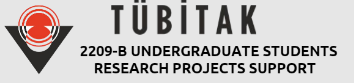 TÜBİTAK
2209-B UNDERGRADUATE STUDENTS
RESEARCH PROJECTS SUPPORT